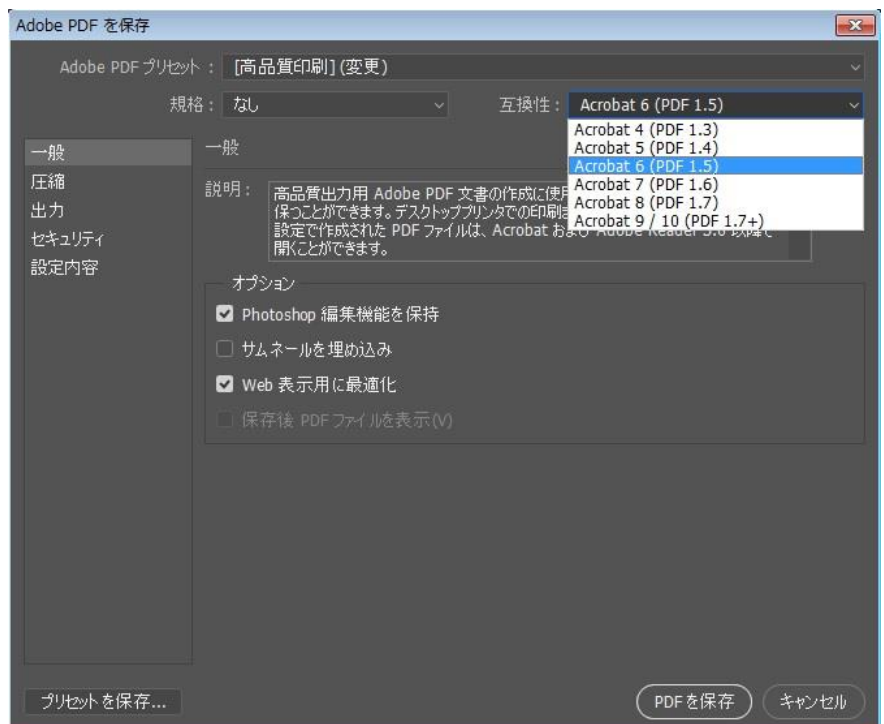 Adobe PDF を保存
Adobe PDF プリセット： [高品質印刷] (変更)
規格： なし
互換性： Acrobat 6 (PDF 1.5)
Acrobat 4 (PDF 1.3)
Acrobat 5 (PDF 1.4)
Acrobat 6 (PDF 1.5)
Acrobat 7 (PDF 1.6)
Acrobat 8 (PDF 1.7)
Acrobat 9 / 10 (PDF 1.7+)
一般
圧縮
出力
セキュリティ
設定内容
一般
説明： 高品質出力用 Adobe PDF 文書の作成に使用
保つことができます。デスクトッププリンタでの印刷
設定で作成された PDF ファイルは、Acrobat
開くことができます。
オプション
Photoshop 編集機能を保持
サムネールを埋め込み
Web 表示用に最適化
保存後 PDF ファイルを表示(V)
プリセットを保存...
PDF を保存
キャンセル